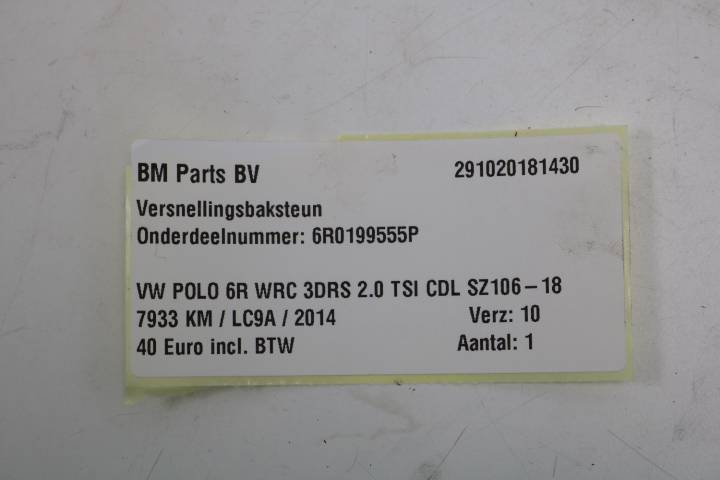 BM Parts BV 291020181430
Versnellingsbaksteun
Onderdeelnummer: 6R0199555P
VW POLO 6R WRC 3DRS 2.0 TSI CDL SZ106-18
7933 KM / LC9A / 2014 Verz: 10
40 Euro incl. BTW Aantal: 1